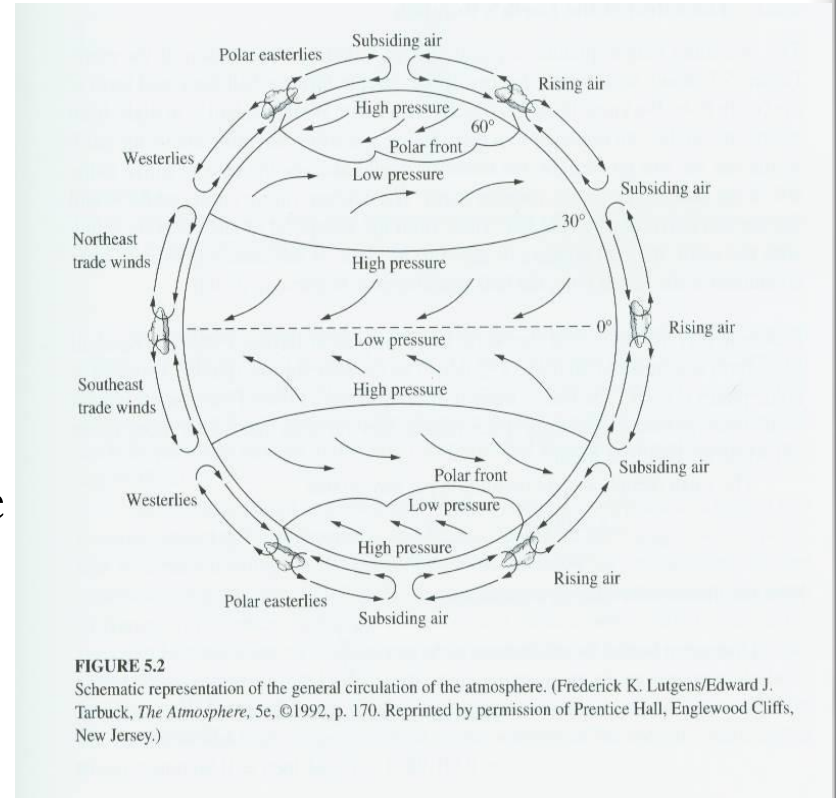 Subsiding air
Polar easterlies
Rising air
High pressure
60°
Polar front
Westerlies
Low pressure
Subsiding air
30°
Northeast
trade winds
High pressure
0°
Rising air
Low pressure
Southeast
trade winds
High pressure
Subsiding air
Polar front
Westerlies
Low pressure
High pressure
Rising air
Polar easterlies
Subsiding air
FIGURE 5.2
Schematic representation of the general circulation of the atmosphere. (Frederick K. Lutgens/Edward J.
Tarbuck, The Atmosphere, 5e, ©1992, p. 170. Reprinted by permission of Prentice Hall, Englewood Cliffs,
New Jersey.)